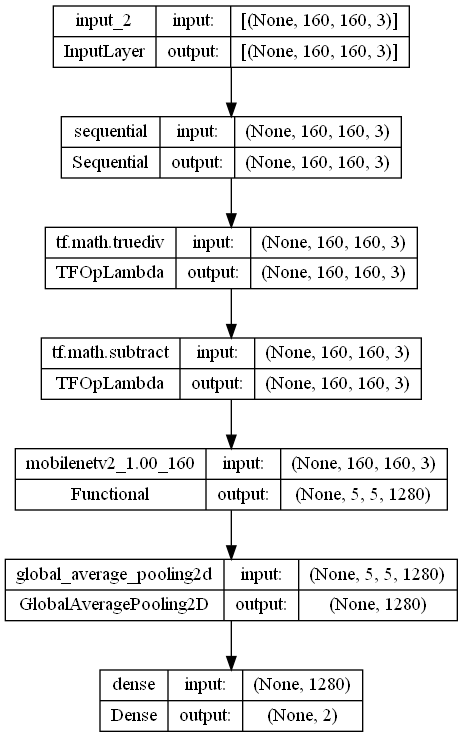 input_2 input: [(None, 160, 160, 3)]
InputLayer output: [(None, 160, 160, 3)]
sequential input: (None, 160, 160, 3)
Sequential output: (None, 160, 160, 3)
tf.math.truediv input: (None, 160, 160, 3)
TFOpLambda output: (None, 160, 160, 3)
tf.math.subtract input: (None, 160, 160, 3)
TFOpLambda output: (None, 160, 160, 3)
mobilenetv2_1.00_160 input: (None, 160, 160, 3)
Functional output: (None, 5, 5, 1280)
global_average_pooling2d input: (None, 5, 5, 1280)
GlobalAveragePooling2D output: (None, 1280)
dense input: (None, 1280)
Dense output: (None, 2)